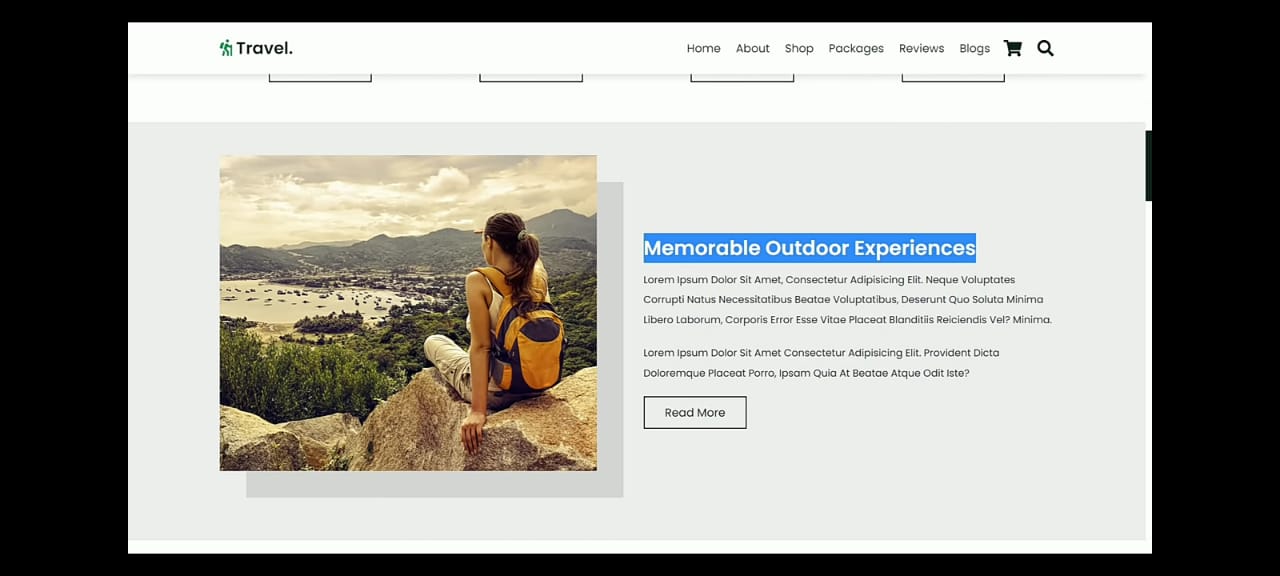 Travel.
Home About Shop Packages Reviews Blogs
Memorable Outdoor Experiences
Lorem Ipsum Dolor Sit Amet, Consectetur Adipisicing Elit. Neque Voluptates
Corrupti Natus Necessitatibus Beatae Voluptatibus, Deserunt Quo Soluta Minima
Libero Laborum, Corporis Error Esse Vitae Placeat Blanditiis Reiciendis Vel? Minima.
Lorem Ipsum Dolor Sit Amet Consectetur Adipisicing Elit. Provident Dicta
Doloremque Placeat Porro, Ipsam Quia At Beatae Atque Odit Iste?
Read More